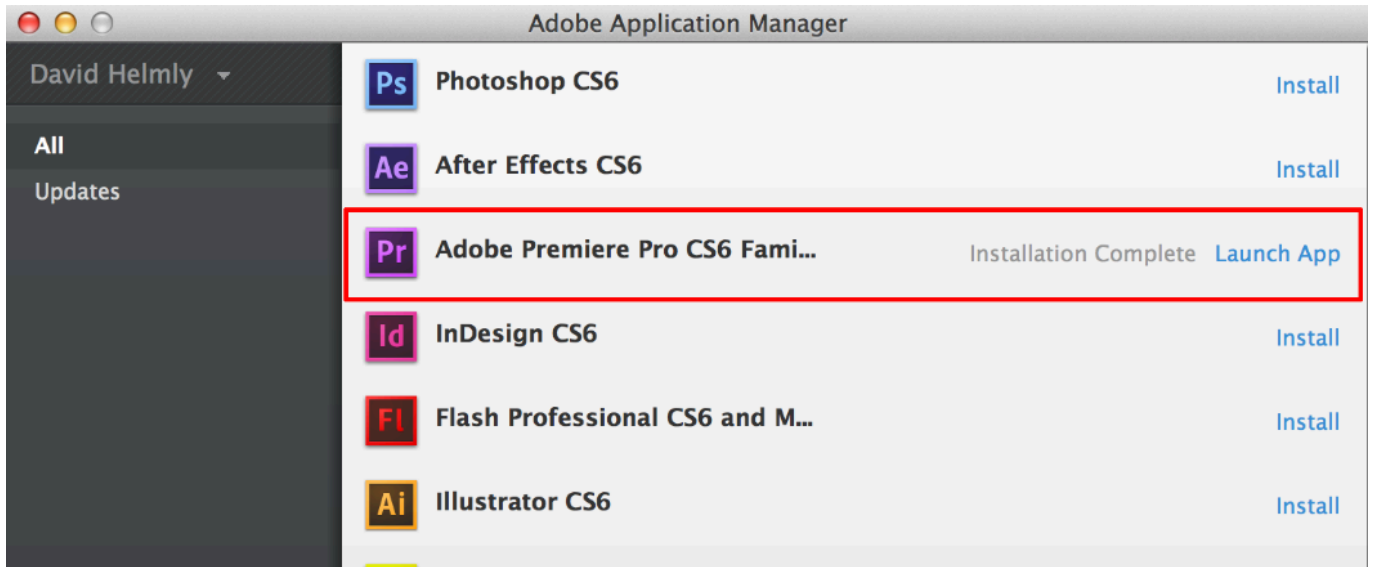 Adobe Application Manager
David Helmly
All
Updates
Ps Photoshop CS6 Install
Ae After Effects CS6 Install
Pr Adobe Premiere Pro CS6 Fami... Installation Complete Launch App
Id InDesign CS6 Install
Fl Flash Professional CS6 and M... Install
Ai Illustrator CS6 Install